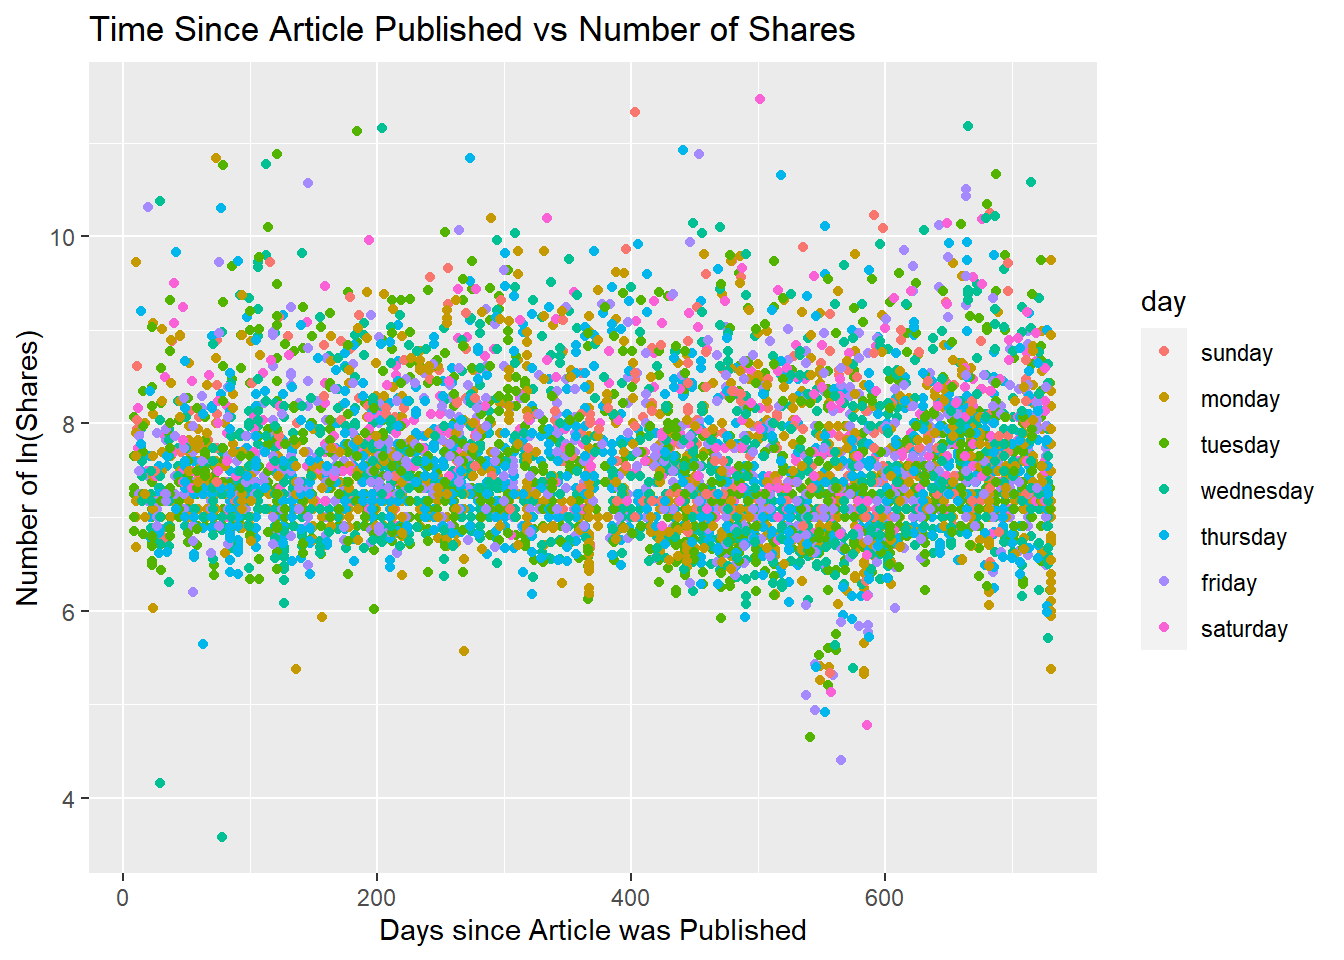 Time Since Article Published vs Number of Shares
Number of ln(Shares)
10
8
6
4
0
200
400
600
Days since Article was Published
day
sunday
monday
tuesday
wednesday
thursday
friday
saturday